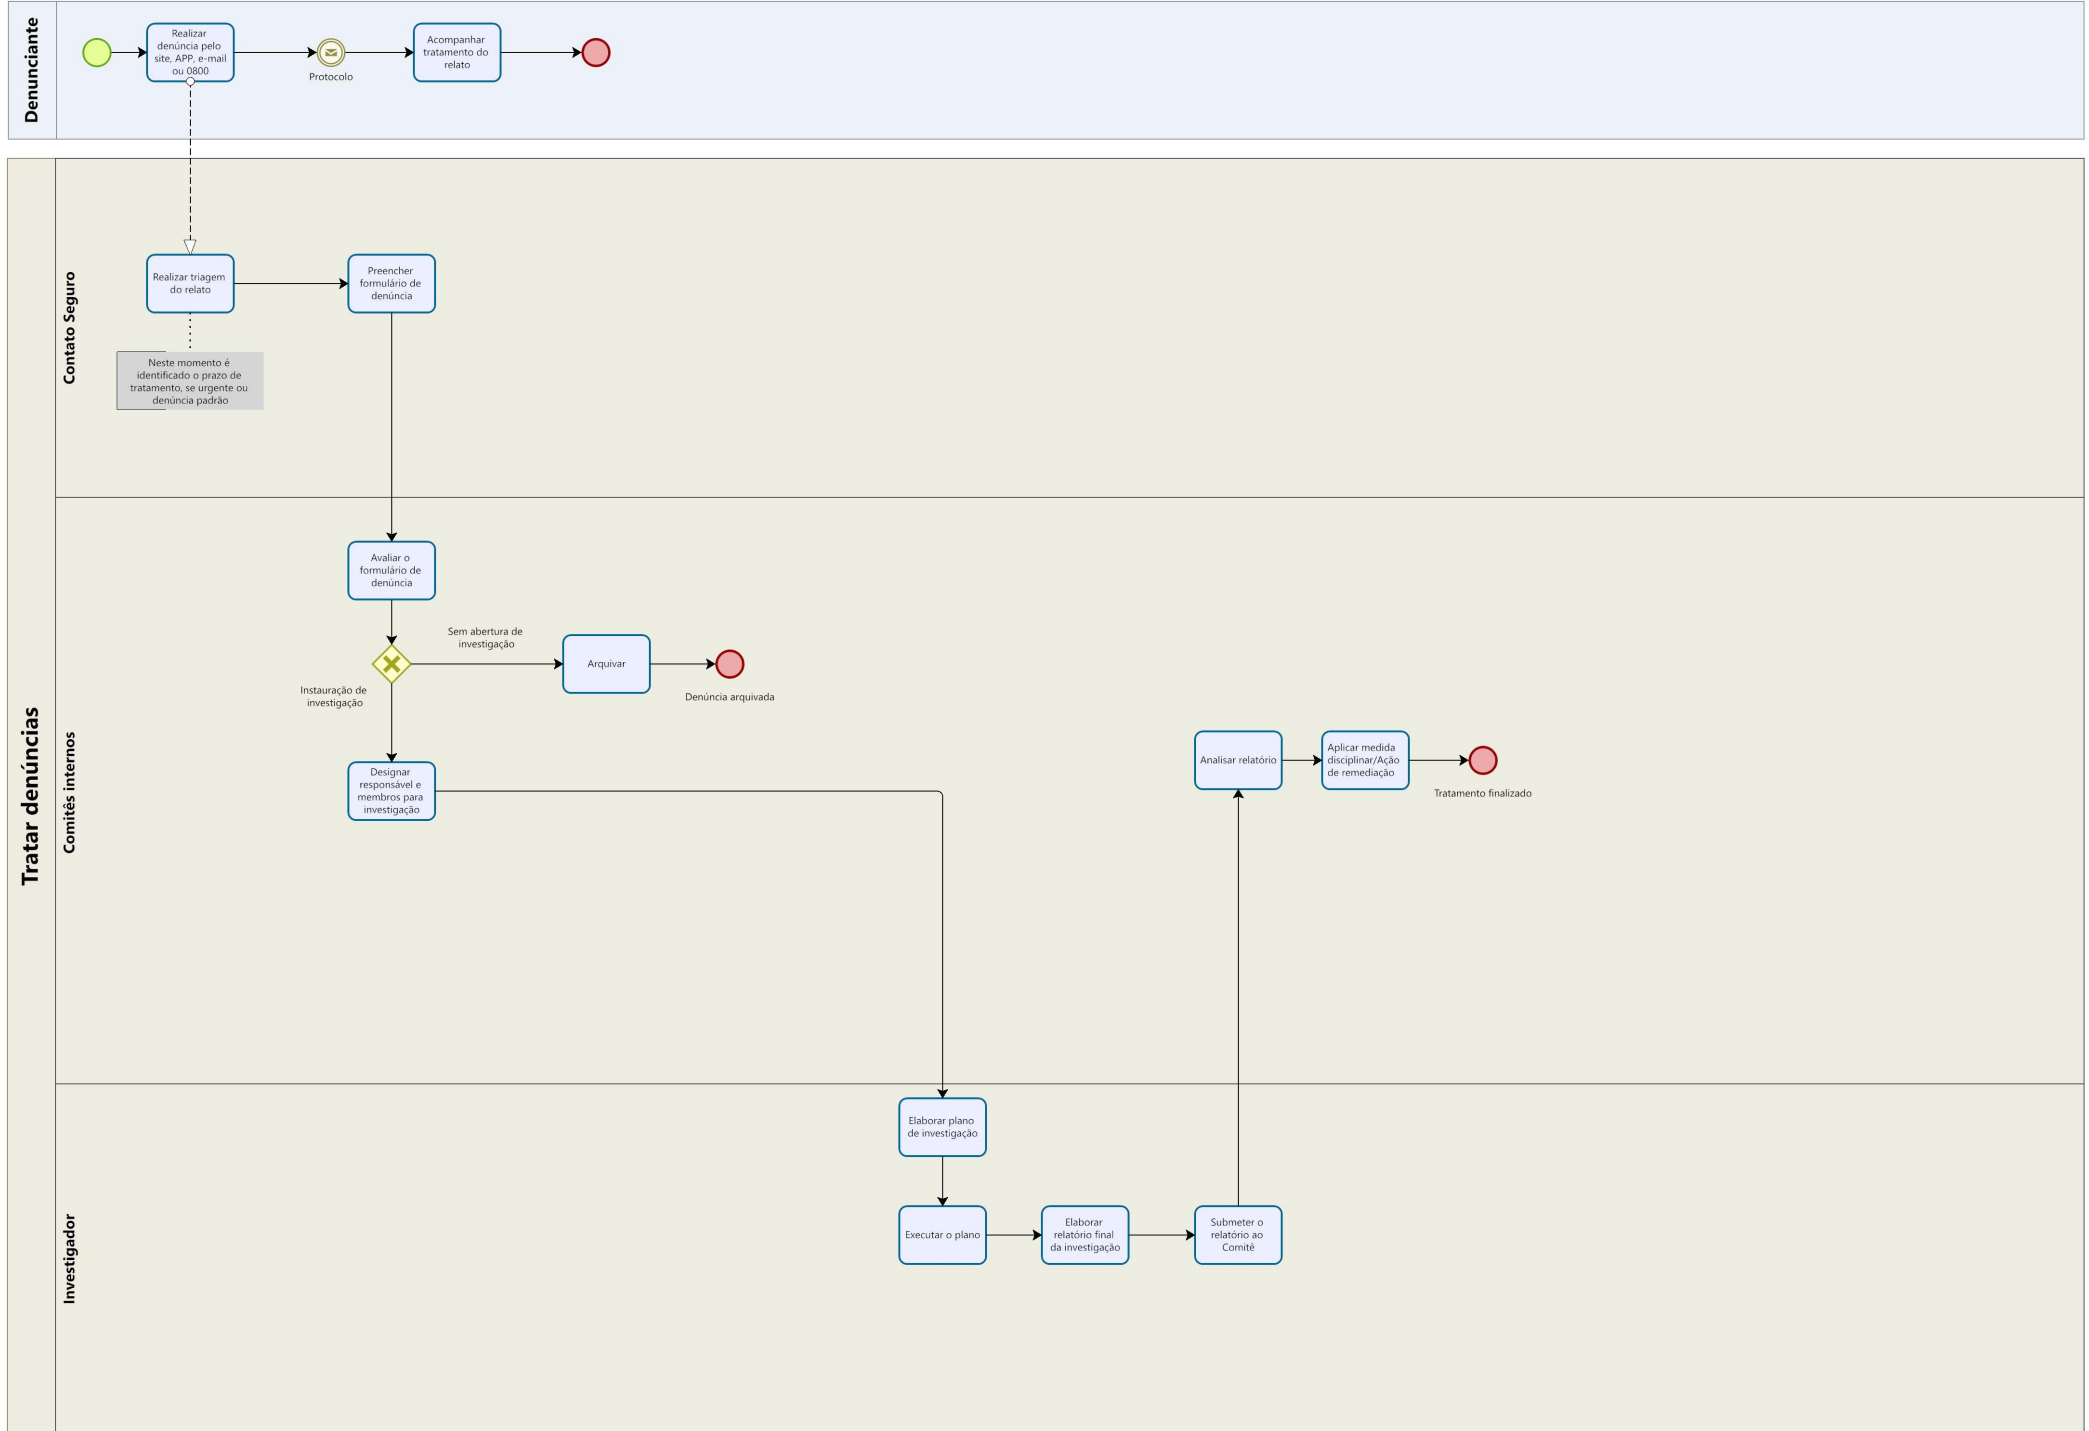 Denunciante
Realizar
denúncia pelo
site, APP, e-mail
ou 0800
Protocolo
Acompanhar
tratamento do
relato
Tratar denúncias
Contato Seguro
Realizar triagem
do relato
Preencher
formulário de
denúncia
Neste momento é
identificado o prazo de
tratamento, se urgente ou
denúncia padrão
Comitês internos
Avaliar o
formulário de
denúncia
Sem abertura de
investigação
Arquivar
Denúncia arquivada
Instauração de
investigação
Designar
responsável e
membros para
investigação
Analisar relatório
Aplicar medida
disciplinar/Ação
de remediação
Tratamento finalizado
Investigador
Elaborar plano
de investigação
Executar o plano
Elaborar
relatório final
da investigação
Submeter o
relatório ao
Comitê